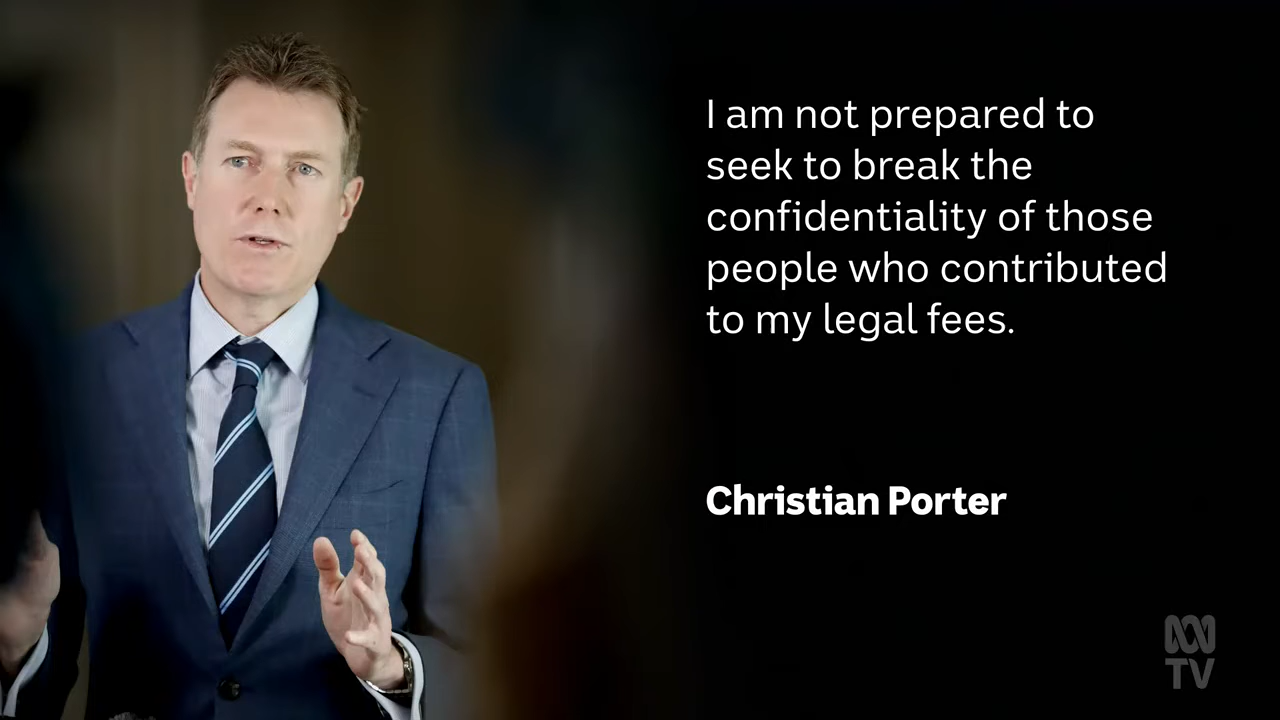 I am not prepared to
seek to break the
confidentiality of those
people who contributed
to my legal fees.
Christian Porter
TV